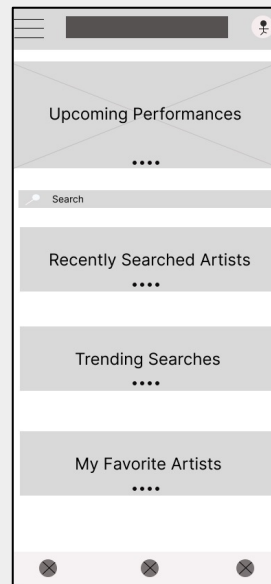 Upcoming Performances
Search
Recently Searched Artists
Trending Searches
My Favorite Artists